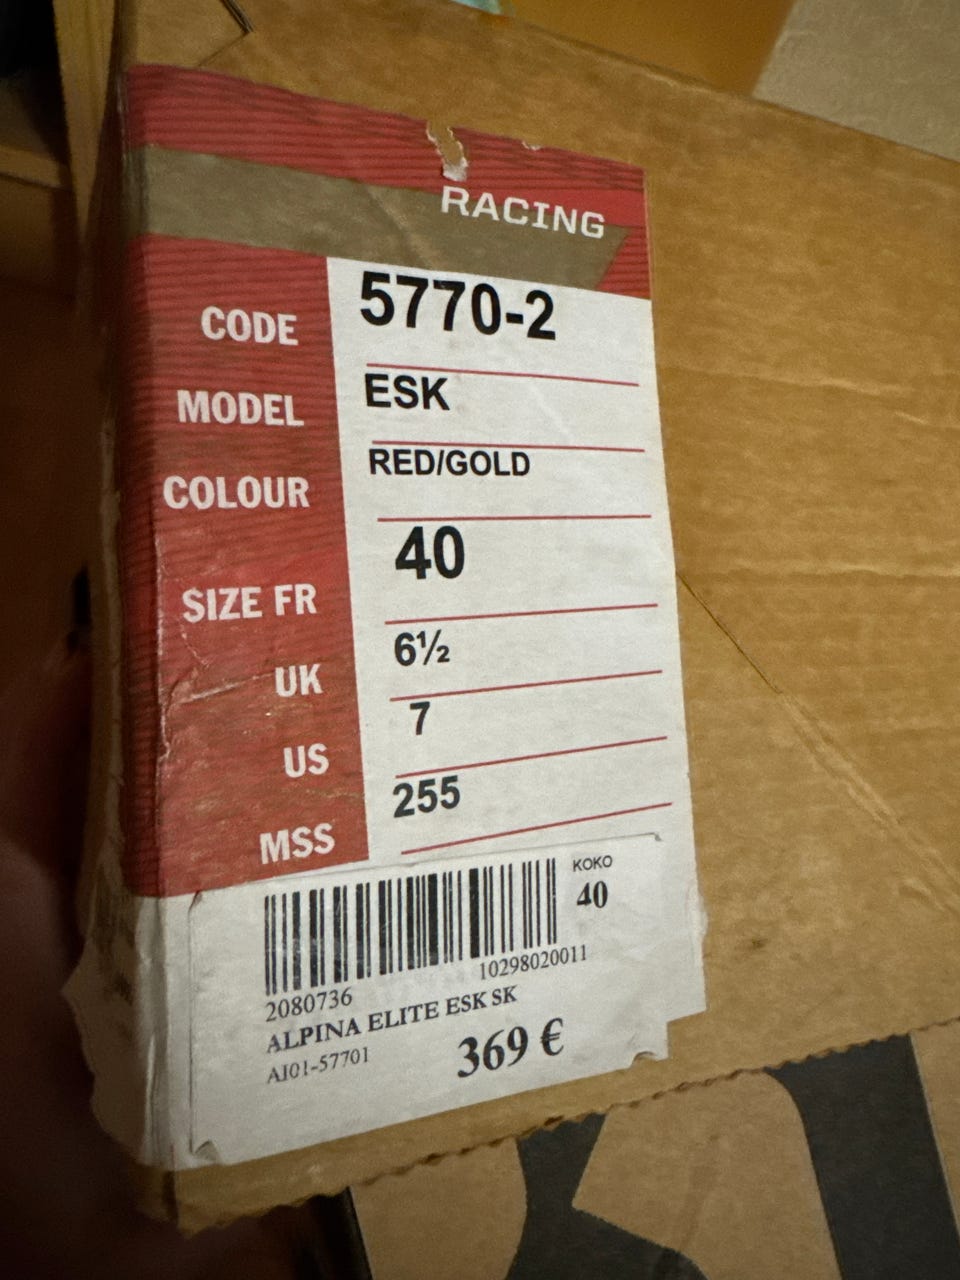 RACING
CODE 5770-2
MODEL ESK
COLOUR RED/GOLD
SIZE FR 40
UK 6½
US 7
MSS 255
KOKO
40
2080736 10298020011
ALPINA ELITE ESK SK
AI01-57701 369 €